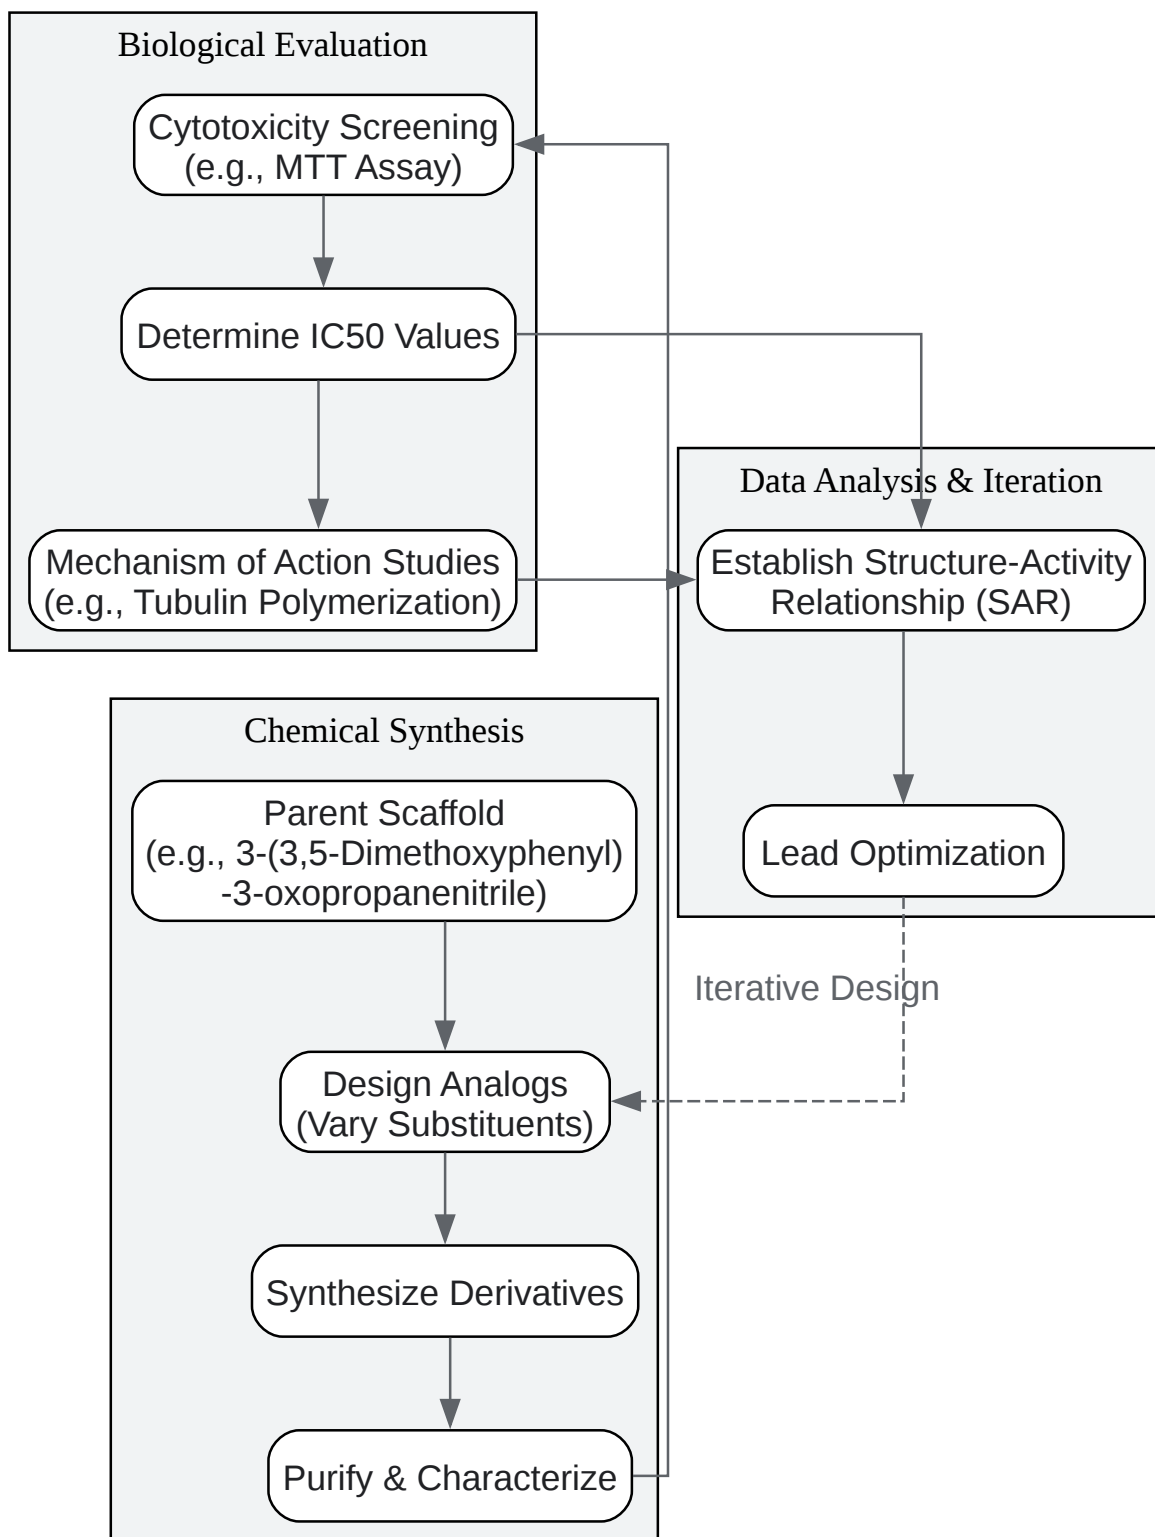 Biological Evaluation
Cytotoxicity Screening
(e.g., MTT Assay)
Determine IC50 Values
Mechanism of Action Studies
(e.g., Tubulin Polymerization)
Data Analysis & Iteration
Establish Structure-Activity
Relationship (SAR)
Lead Optimization
Iterative Design
Chemical Synthesis
Parent Scaffold
(e.g., 3-(3,5-Dimethoxyphenyl)
-3-oxopropanenitrile)
Design Analogs
(Vary Substituents)
Synthesize Derivatives
Purify & Characterize